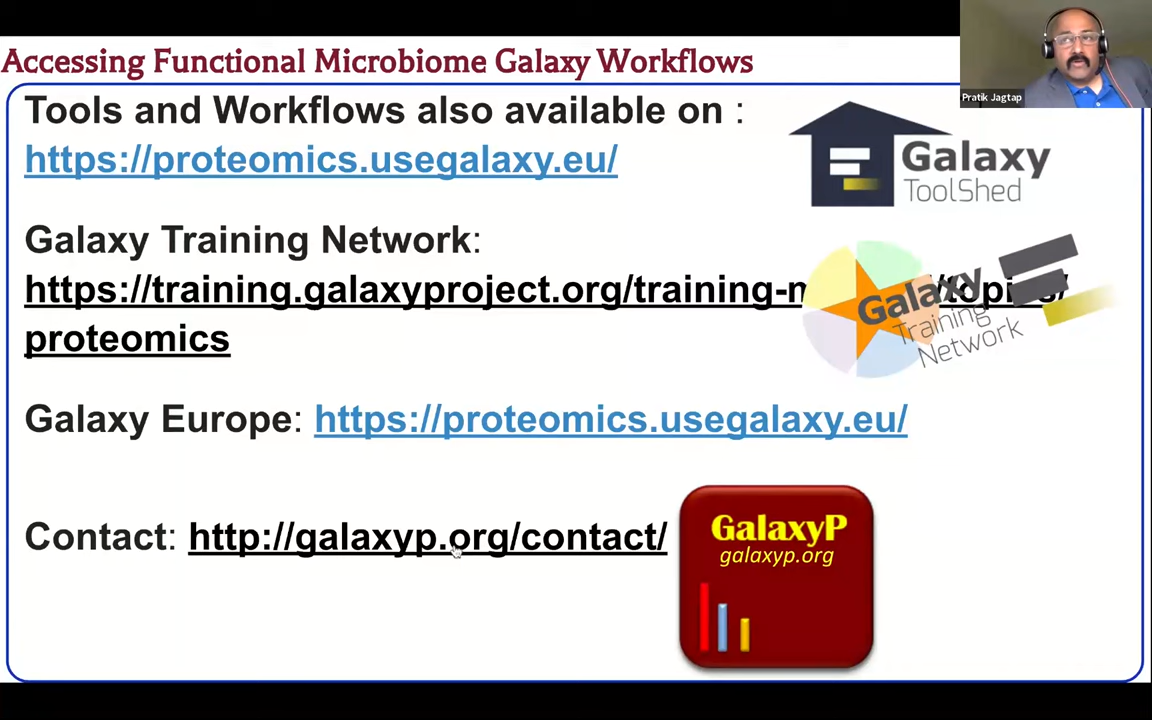 Accessing Functional Microbiome Galaxy Workflows
Pratik Jagtap
Tools and Workflows also available on :
https://proteomics.usegalaxy.eu/
Galaxy
ToolShed
Galaxy Training Network:
https://training.galaxyproject.org/training-m /topics/
proteomics
Galaxy
Training
Network
Galaxy Europe: https://proteomics.usegalaxy.eu/
Contact: http://galaxyp.org/contact/
GalaxyP
galaxyp.org